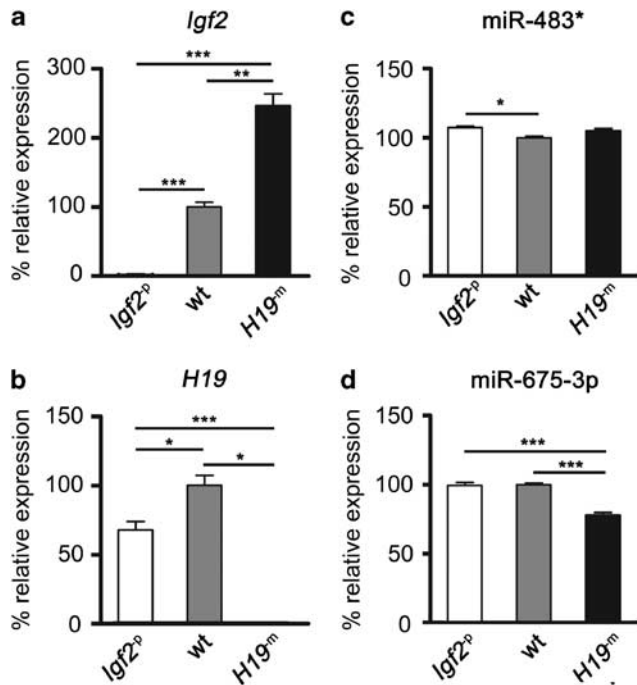 a
Igf2
% relative expression
300
200
100
0
***
**
***
Igf2-p
wt
H19-m
b
H19
% relative expression
150
100
50
0
***
*
*
Igf2-p
wt
H19-m
c
miR-483*
% relative expression
150
100
50
0
*
Igf2-p
wt
H19-m
d
miR-675-3p
% relative expression
150
100
50
0
***
***
Igf2-p
wt
H19-m